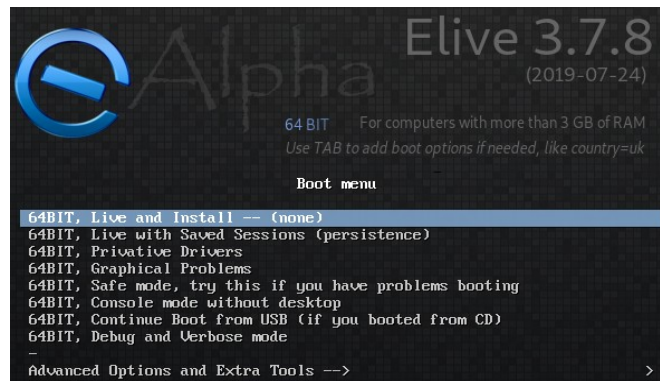 Elive 3.7.8
Alpha
(2019-07-24)
64 BIT For computers with more than 3 GB of RAM
Use TAB to add boot options if needed, like country=uk
Boot menu
64BIT, Live and Install -- (none)
64BIT, Live with Saved Sessions (persistence)
64BIT, Privative Drivers
64BIT, Graphical Problems
64BIT, Safe mode, try this if you have problems booting
64BIT, Console mode without desktop
64BIT, Continue Boot from USB (if you booted from CD)
64BIT, Debug and Verbose mode
-
Advanced Options and Extra Tools --> >